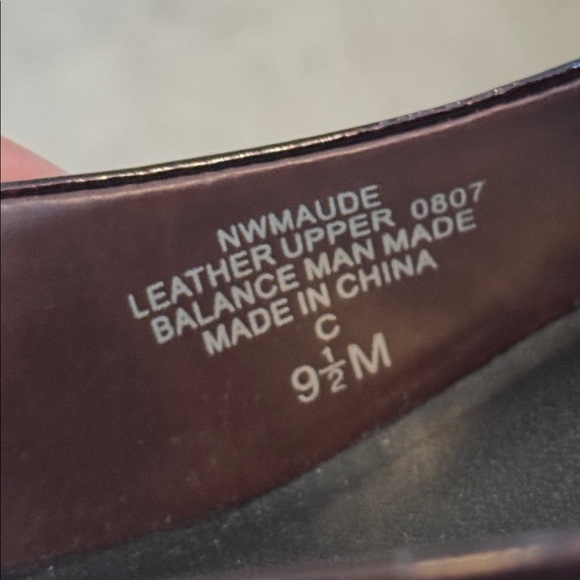 NWMAUDE
LEATHER UPPER 0807
BALANCE MAN MADE
MADE IN CHINA
C
9½M